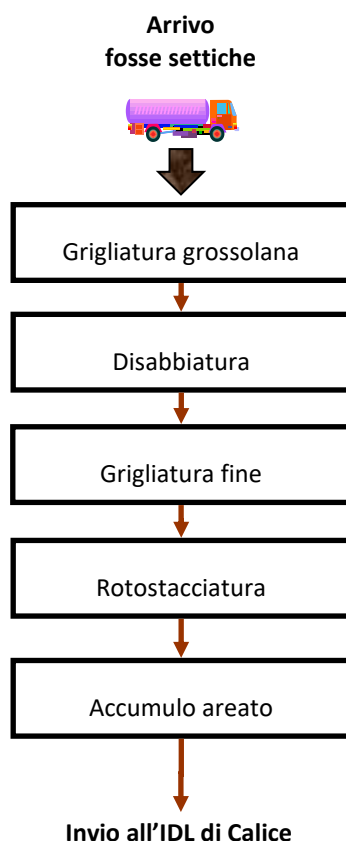 Arrivo
fosse settiche
Grigliatura grossolana
Disabbiatura
Grigliatura fine
Rotostacciatura
Accumulo areato
Invio all’IDL di Calice